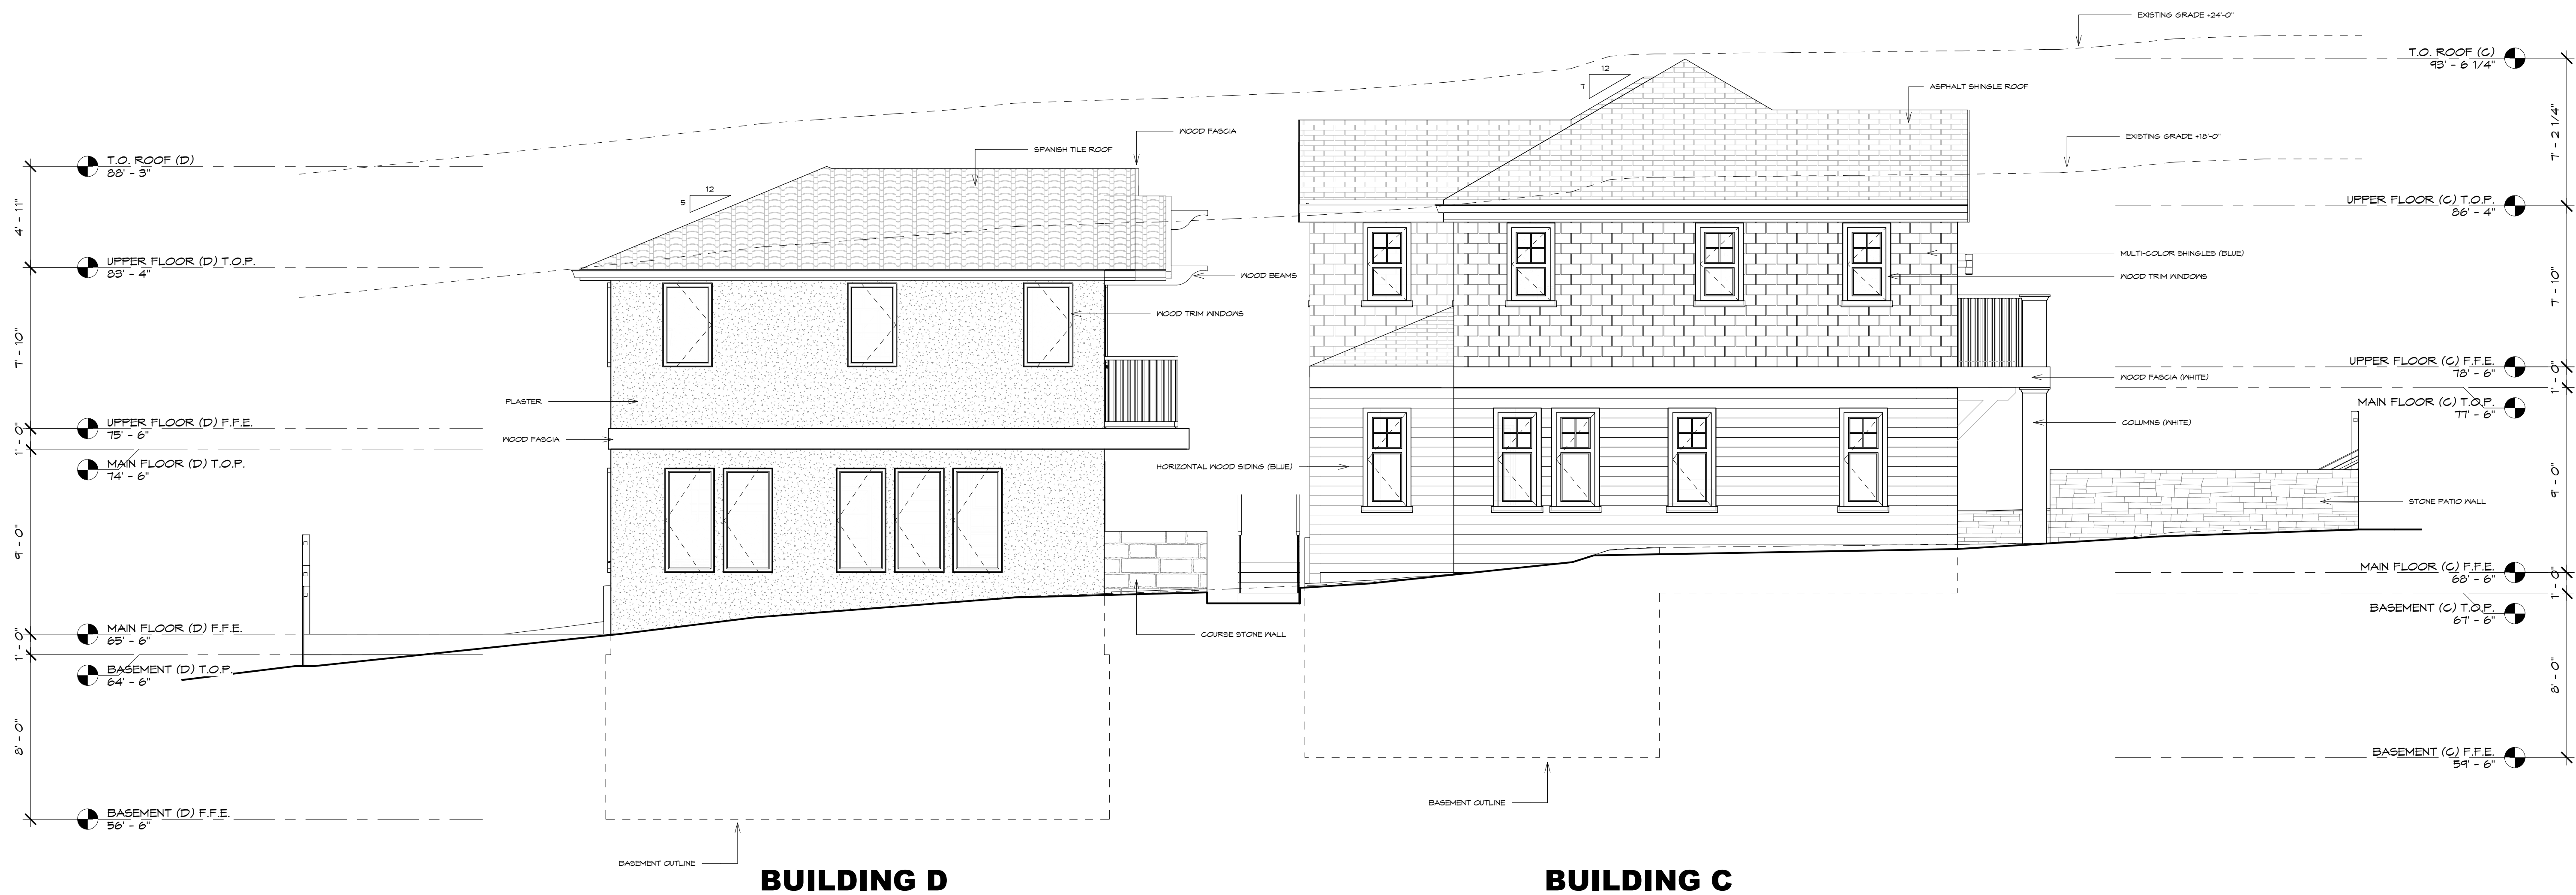 EXISTING GRADE +24'-0"
T.O. ROOF (C)
93' - 6 1/4"
12
7
ASPHALT SHINGLE ROOF
7' - 2 1/4"
WOOD FASCIA
EXISTING GRADE +18'-0"
SPANISH TILE ROOF
T.O. ROOF (D)
88' - 3"
12
5
4' - 11"
UPPER FLOOR (C) T.O.P.
86' - 4"
UPPER FLOOR (D) T.O.P.
83' - 4"
MULTI-COLOR SHINGLES (BLUE)
WOOD BEAMS
WOOD TRIM WINDOWS
7' - 10"
WOOD TRIM WINDOWS
7' - 10"
UPPER FLOOR (C) F.F.E.
78' - 6"
WOOD FASCIA (WHITE)
1' - 0"
PLASTER
MAIN FLOOR (C) T.O.P.
77' - 6"
UPPER FLOOR (D) F.F.E.
75' - 6"
COLUMNS (WHITE)
WOOD FASCIA
1' - 0"
MAIN FLOOR (D) T.O.P.
74' - 6"
HORIZONTAL WOOD SIDING (BLUE)
9' - 0"
STONE PATIO WALL
9' - 0"
MAIN FLOOR (C) F.F.E.
68' - 6"
1' - 0"
BASEMENT (C) T.O.P.
67' - 6"
MAIN FLOOR (D) F.F.E.
65' - 6"
COURSE STONE WALL
1' - 0"
BASEMENT (D) T.O.P.
64' - 6"
8' - 0"
8' - 0"
BASEMENT (C) F.F.E.
59' - 6"
BASEMENT OUTLINE
BASEMENT (D) F.F.E.
56' - 6"
BASEMENT OUTLINE
BUILDING D
BUILDING C